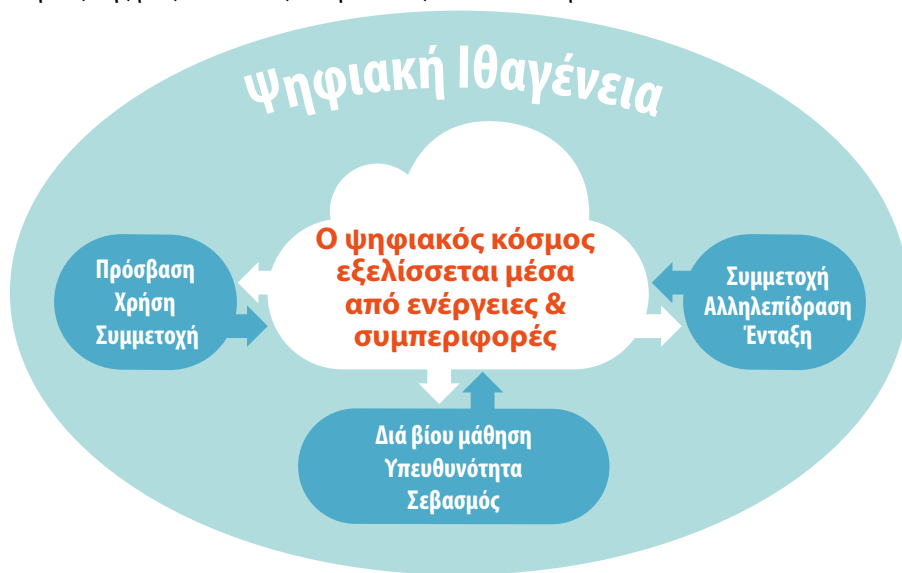 Ψηφιακή Ιθαγένεια
Ο ψηφιακός κόσμος
εξελίσσεται μέσα
από ενέργειες &
συμπεριφορές
Πρόσβαση
Χρήση
Συμμετοχή
Συμμετοχή
Αλληλεπίδραση
Ένταξη
Διά βίου μάθηση
Υπευθυνότητα
Σεβασμός